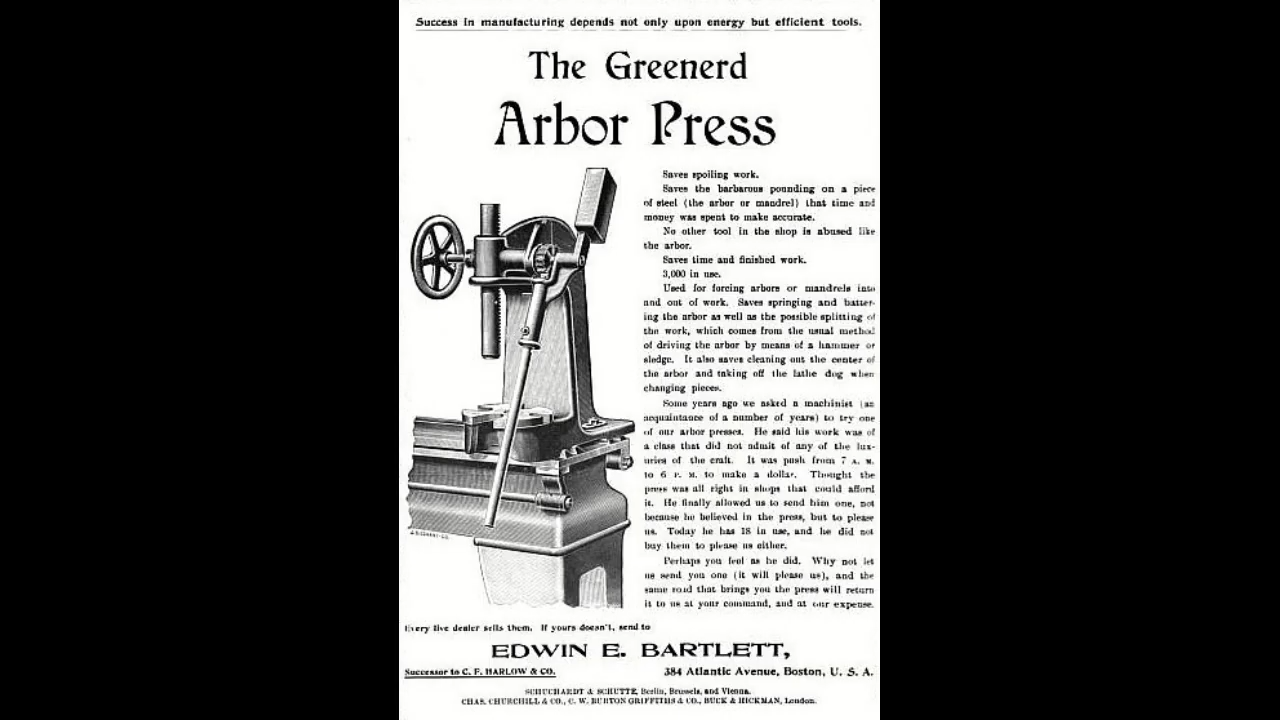 Success in manufacturing depends not only upon energy but efficient tools.
The Greenerd
Arbor Press
Saves spoiling work.
Saves the barbarous pounding on a piece
of steel (the arbor or mandrel) that time and
money was spent to make accurate.
No other tool in the shop is abused like
the arbor.
Saves time and finished work.
3,000 in use.
Used for forcing arbors or mandrels into
and out of work. Saves springing and batter-
ing the arbor as well as the possible splitting of
the work, which comes from the usual method
of driving the arbor by means of a hammer or
sledge. It also saves cleaning out the center of
the arbor and taking off the lathe dog when
changing pieces.
Some years ago we asked a machinist (an
acquaintance of a number of years) to try one
of our arbor presses. He said his work was of
a class that did not admit of any of the lux-
uries of the craft. It was push from 7 A. M.
to 6 P. M. to make a dollar. Thought the
press was all right in shops that could afford
it. He finally allowed us to send him one, not
because he believed in the press, but to please
us. Today he has 18 in use, and he did not
buy them to please us either.
Perhaps you feel as he did. Why not let
us send you one (it will please us), and the
same road that brings you the press will return
it to us at your command, and at our expense.
Every live dealer sells them. If yours doesn't, send to
EDWIN E. BARTLETT,
Successor to C. F. HARLOW & CO.
384 Atlantic Avenue, Boston, U. S. A.
SCHUCHARDT & SCHUTTE, Berlin, Brussels, and Vienna.
CHAS. CHURCHILL & CO., C. W. BURTON GRIFFITHS & CO., BUCK & HICKMAN, London.